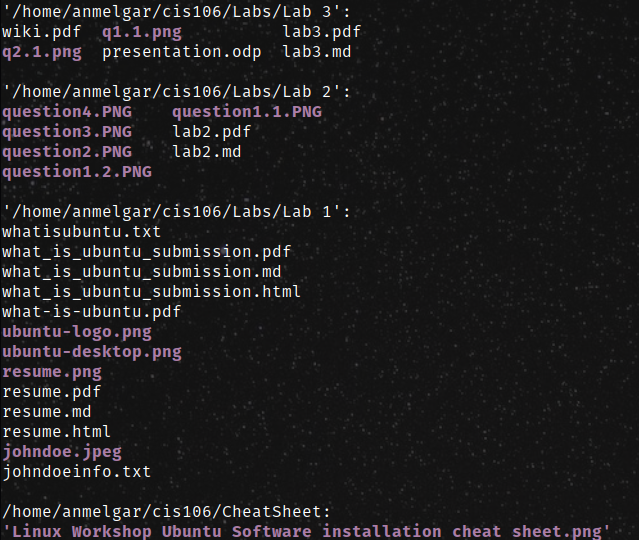 '/home/anmelgar/cis106/Labs/Lab 3':
wiki.pdf  q1.1.png          lab3.pdf
q2.1.png  presentation.odp  lab3.md
'/home/anmelgar/cis106/Labs/Lab 2':
question4.PNG    question1.1.PNG
question3.PNG    lab2.pdf
question2.PNG    lab2.md
question1.2.PNG
'/home/anmelgar/cis106/Labs/Lab 1':
whatisubuntu.txt
what_is_ubuntu_submission.pdf
what_is_ubuntu_submission.md
what_is_ubuntu_submission.html
what-is-ubuntu.pdf
ubuntu-logo.png
ubuntu-desktop.png
resume.png
resume.pdf
resume.md
resume.html
johndoe.jpeg
johndoeinfo.txt
/home/anmelgar/cis106/CheatSheet:
'Linux Workshop Ubuntu Software installation cheat sheet.png'